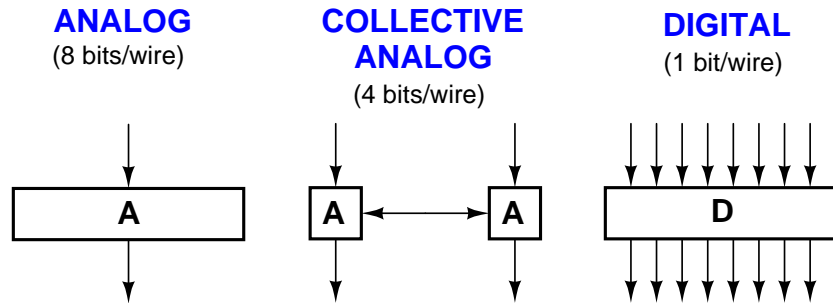 ANALOG
(8 bits/wire)
COLLECTIVE
ANALOG
(4 bits/wire)
DIGITAL
(1 bit/wire)
A
A
A
D